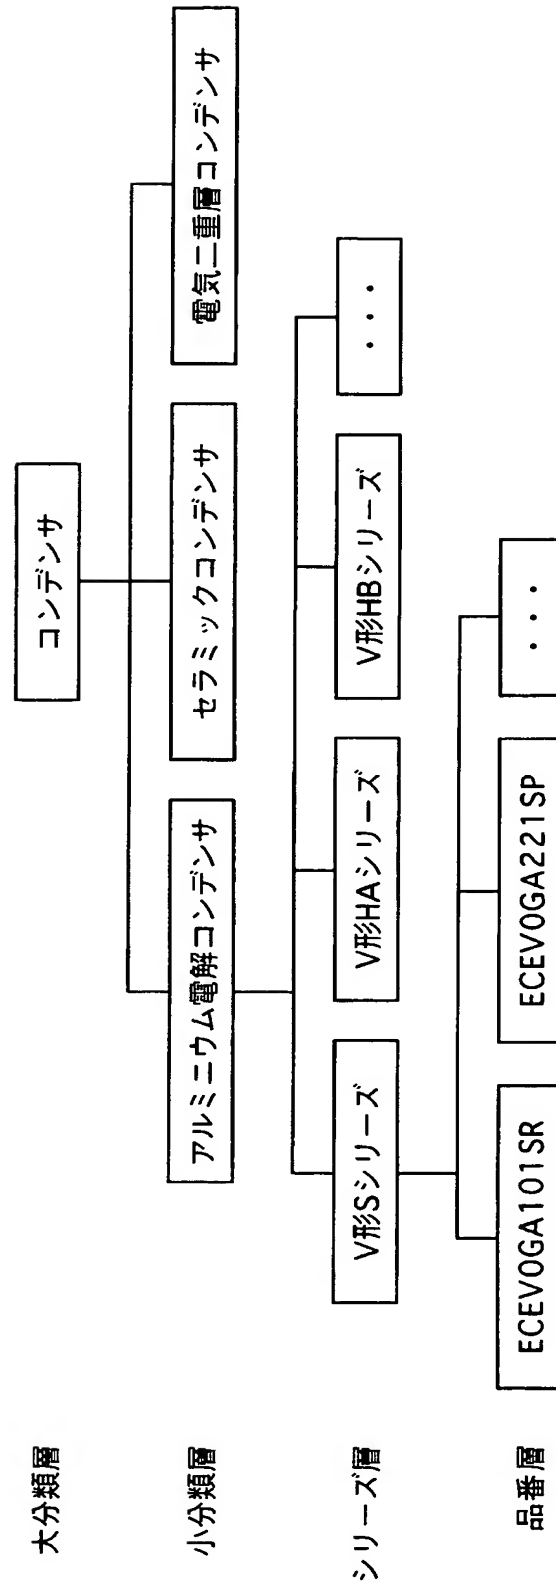 大分類層
コンデンサ
小分類層
アルミニウム電解コンデンサ
セラミックコンデンサ
電気二重層コンデンサ
シリーズ層
V形Sシリーズ
V形HAシリーズ
V形HBシリーズ
・・・
品番層
ECEV0GA101SR
ECEV0GA221SP
・・・